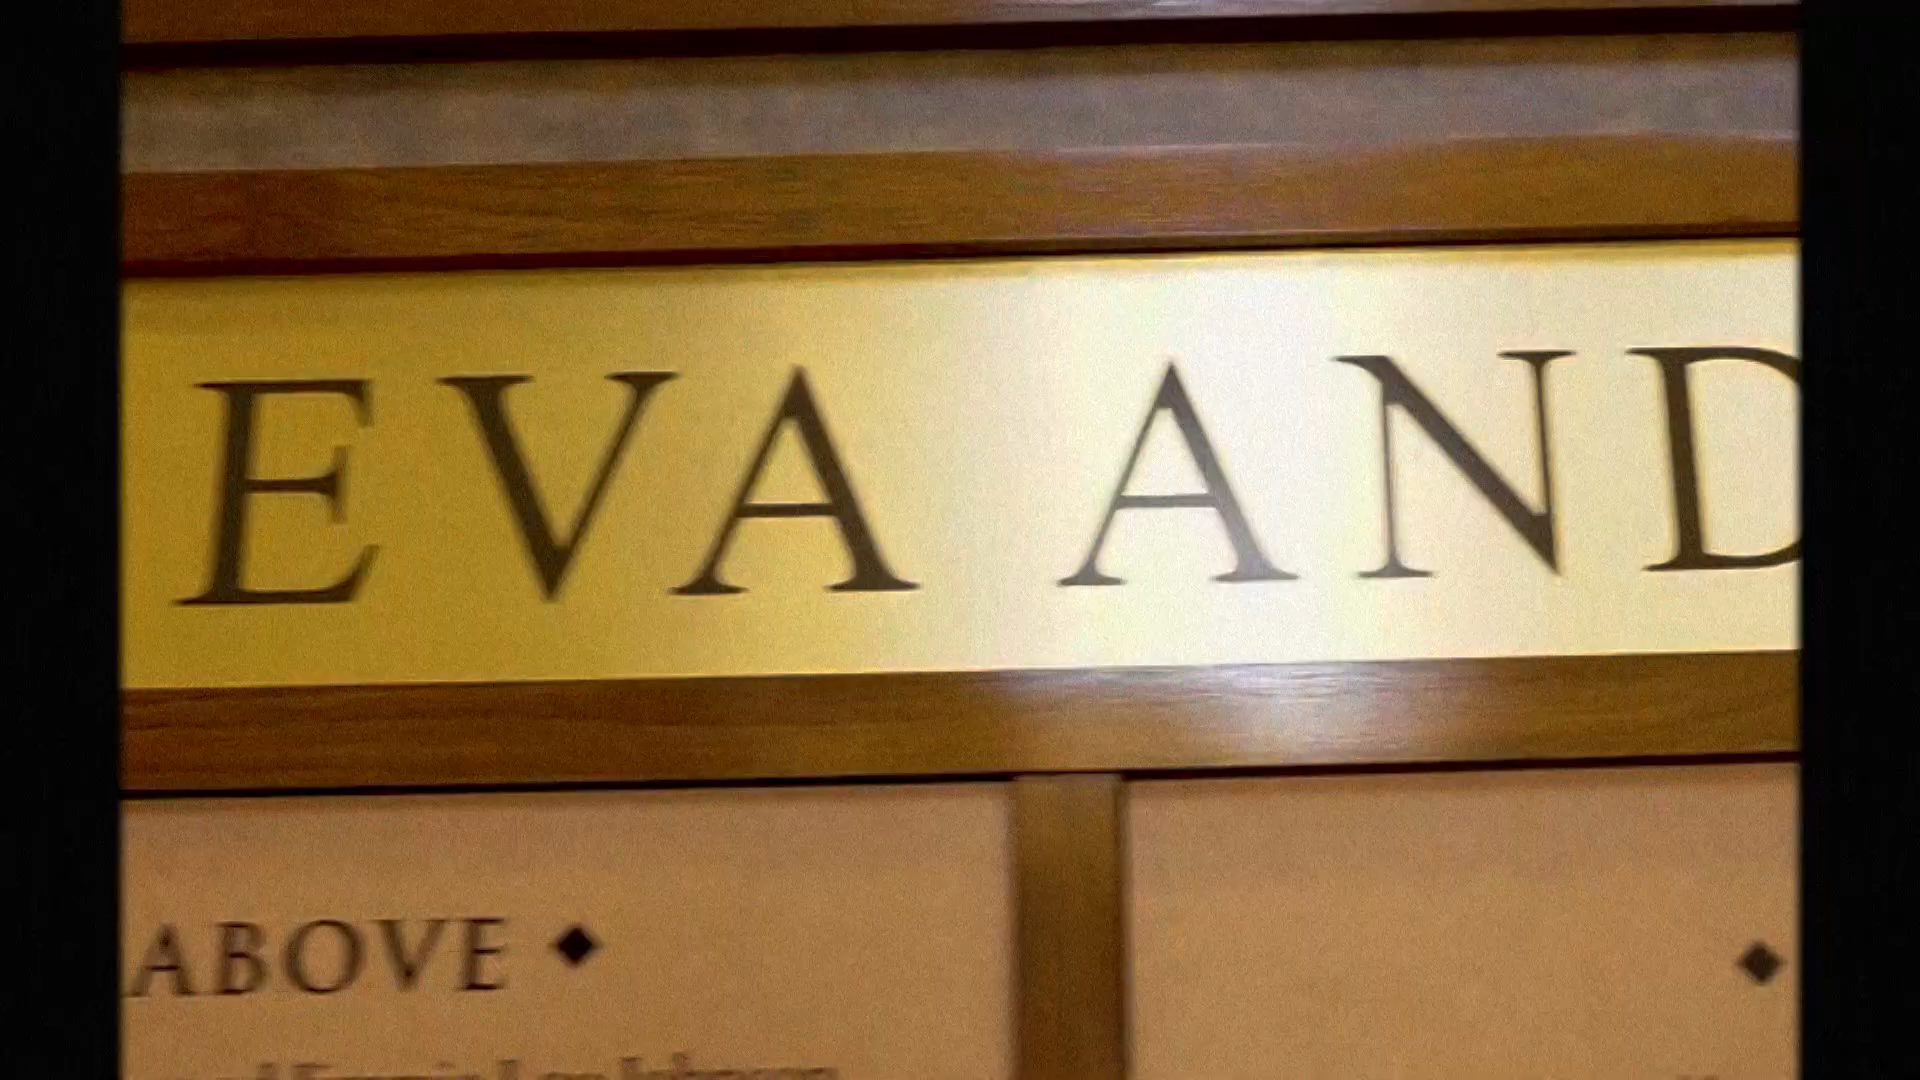 EVA AND
ABOVE ◆
◆